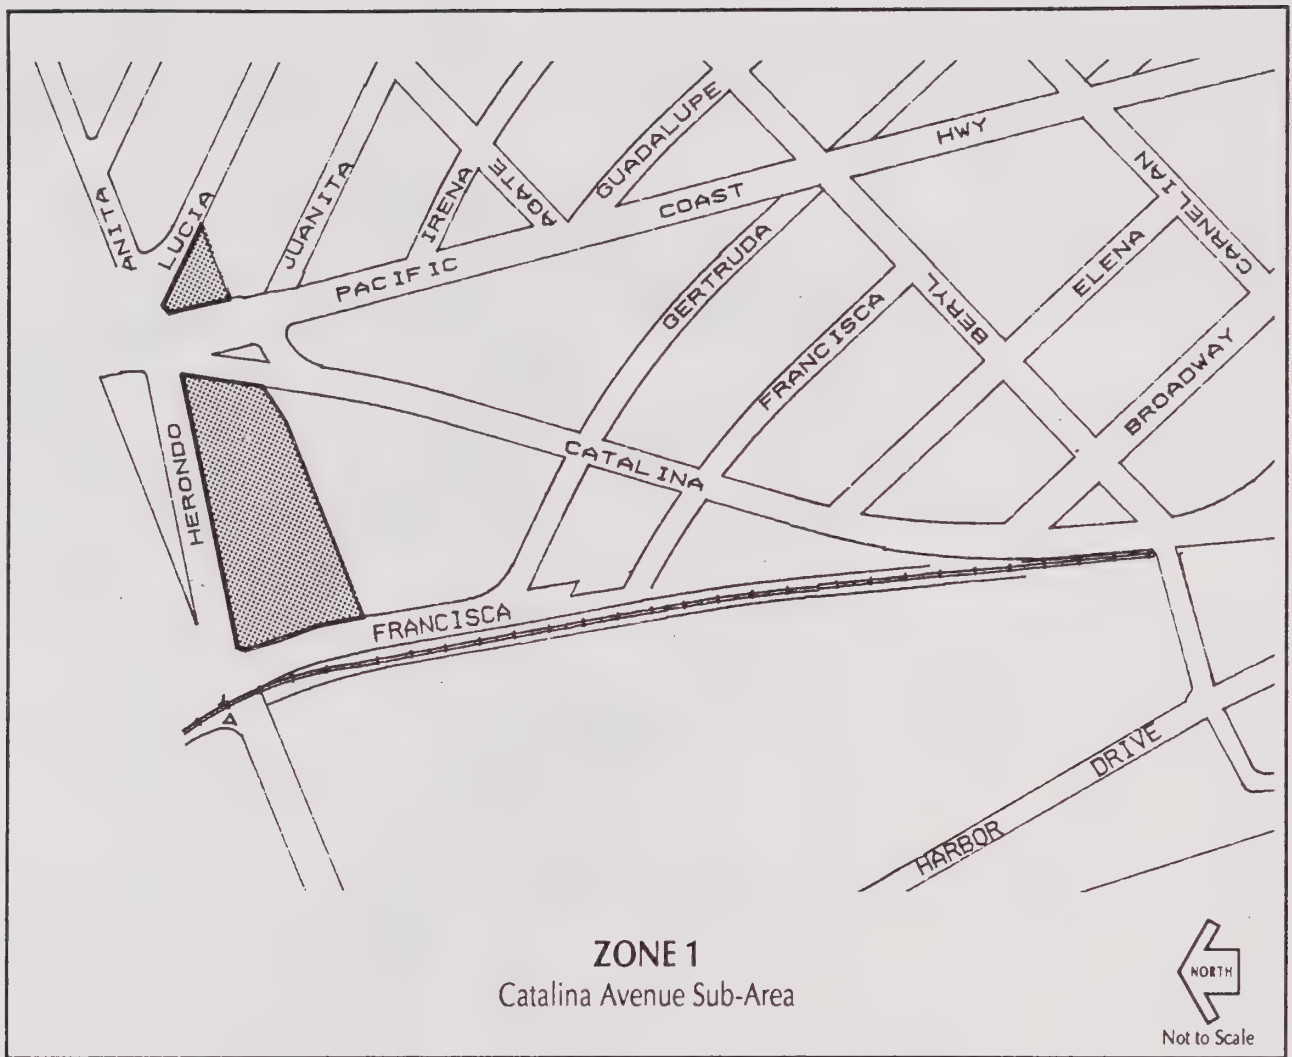 ANITA
LUCIA
JUANITA
IRENA
AGATE
GUADALUPE
PACIFIC
COAST
HWY
CARNELIAN
GERTRUDA
FRANCISCA
BERYL
ELENA
BROADWAY
HERONDO
CATALINA
FRANCISCA
HARBOR
DRIVE
ZONE 1
Catalina Avenue Sub-Area
NORTH
Not to Scale